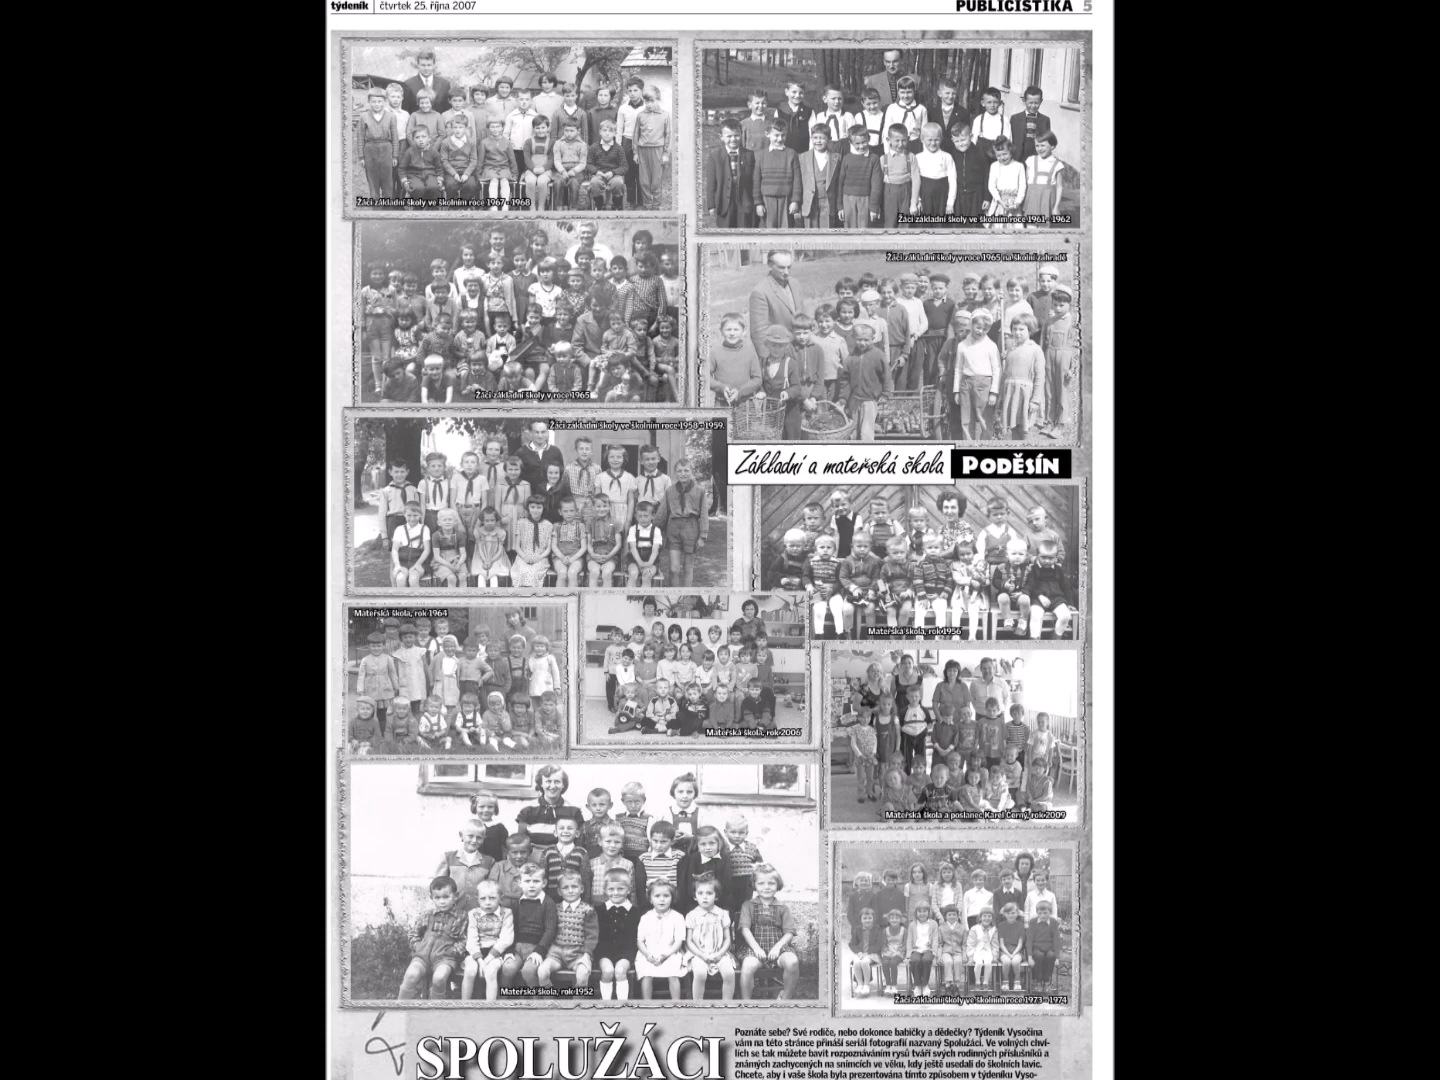 týdeník | čtvrtek 25. října 2007
PUBLICISTIKA 5
Žáci základní školy ve školním roce 1967 - 1968
Žáci základní školy ve školním roce 1961 - 1962
Žáci základní školy v roce 1965
Žáci základní školy v roce 1965 na školní zahradě
Žáci základní školy ve školním roce 1958 - 1959.
Základní a mateřská škola PODĚSÍN
Mateřská škola, rok 1956
Mateřská škola, rok 1964
Mateřská škola, rok 2006
Mateřská škola a poslanec Karel Černý, rok 2009
Mateřská škola, rok 1952
Žáci základní školy ve školním roce 1973 - 1974
SPOLUŽÁCI
Poznáte sebe? Své rodiče, nebo dokonce babičky a dědečky? Týdeník Vysočina
vám na této stránce přináší seriál fotografií nazvaný Spolužáci. Ve volných chví-
lích se tak můžete bavit rozpoznáváním rysů tváří svých rodinných příslušníků a
známých zachycených na snímcích ve věku, kdy ještě usedali do školních lavic.
Chcete, aby i vaše škola byla prezentována tímto způsobem v týdeníku Vyso-